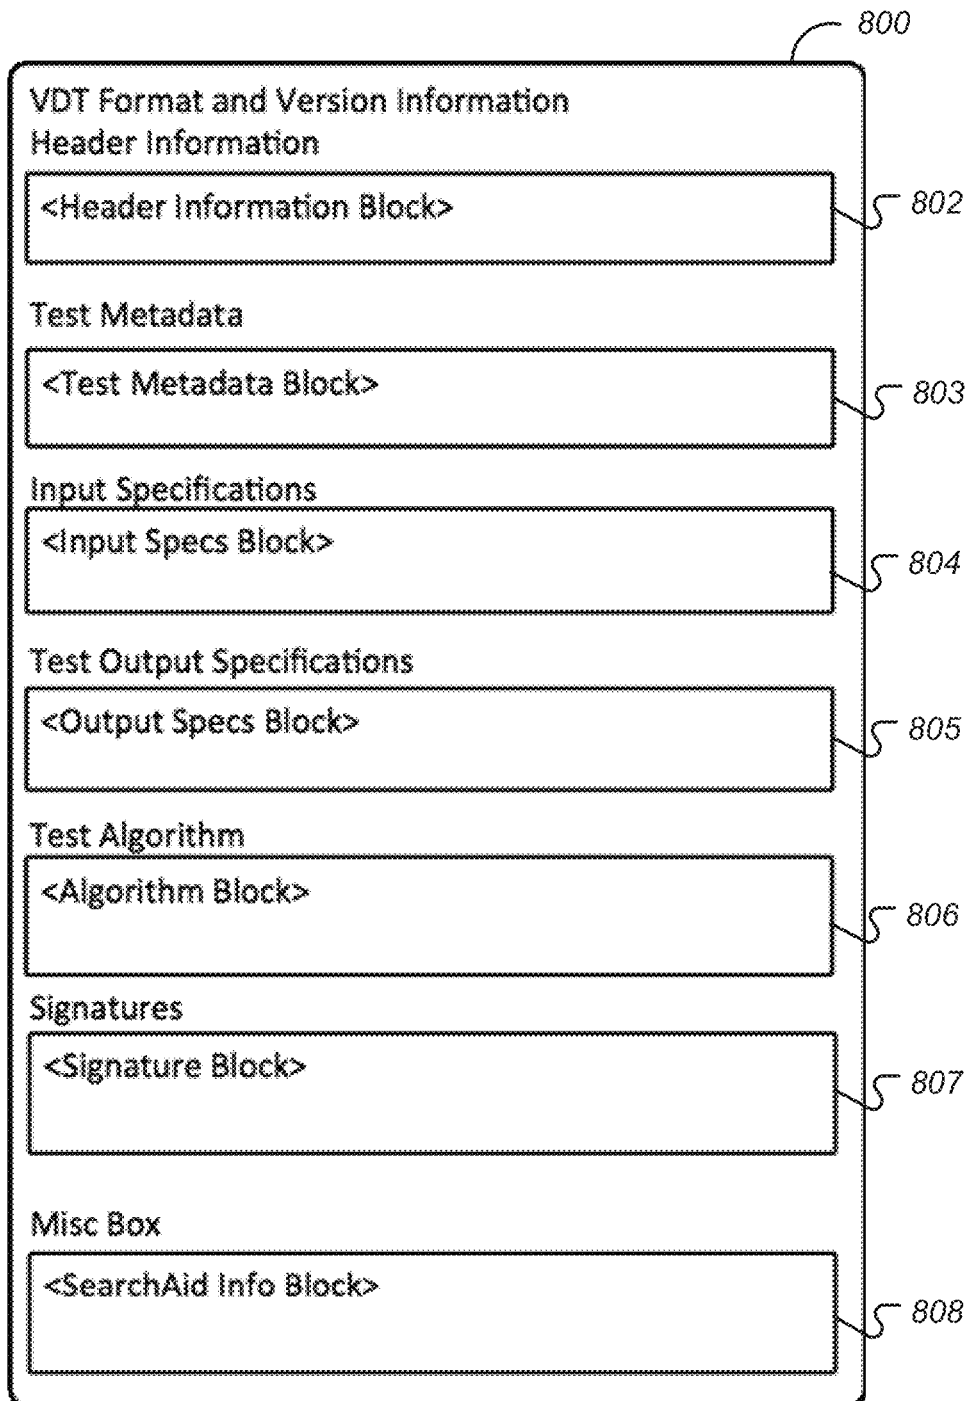 800
VDT Format and Version Information
Header Information
<Header Information Block>
802
Test Metadata
<Test Metadata Block>
803
Input Specifications
<Input Specs Block>
804
Test Output Specifications
<Output Specs Block>
805
Test Algorithm
<Algorithm Block>
806
Signatures
<Signature Block>
807
Misc Box
<SearchAid Info Block>
808